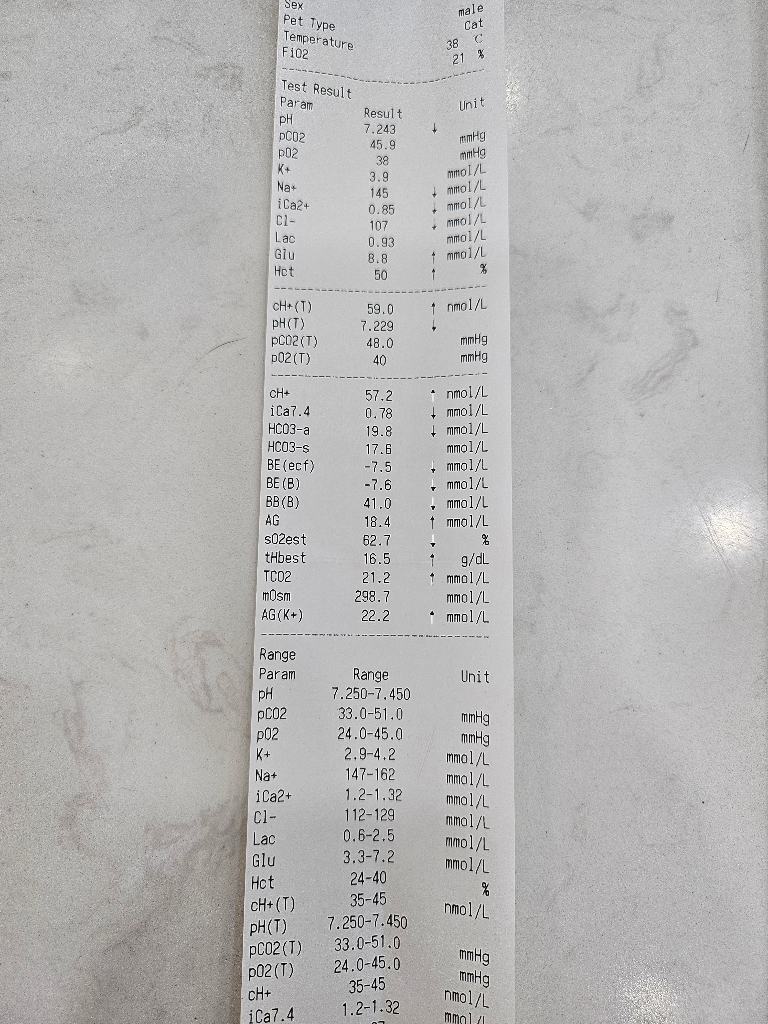 Sex male
Pet Type Cat
Temperature 38 C
FiO2 21 %
Test Result
Param Result Unit
pH 7.243 ↓
pCO2 45.9 mmHg
pO2 38 mmHg
K+ 3.9 mmol/L
Na+ 145 ↓ mmol/L
iCa2+ 0.85 ↓ mmol/L
Cl- 107 ↓ mmol/L
Lac 0.93 mmol/L
Glu 8.8 ↑ mmol/L
Hct 50 ↑ %
cH+(T) 59.0 ↑ nmol/L
pH(T) 7.229 ↓
pCO2(T) 48.0 mmHg
pO2(T) 40 mmHg
cH+ 57.2 ↑ nmol/L
iCa7.4 0.78 ↓ mmol/L
HCO3-a 19.8 ↓ mmol/L
HCO3-s 17.6 mmol/L
BE(ecf) -7.5 ↓ mmol/L
BE(B) -7.6 ↓ mmol/L
BB(B) 41.0 ↓ mmol/L
AG 18.4 ↑ mmol/L
sO2est 62.7 ↓ %
tHbest 16.5 ↑ g/dL
TCO2 21.2 ↑ mmol/L
mOsm 298.7 mmol/L
AG(K+) 22.2 ↑ mmol/L
Range
Param Range Unit
pH 7.250-7.450
pCO2 33.0-51.0 mmHg
pO2 24.0-45.0 mmHg
K+ 2.9-4.2 mmol/L
Na+ 147-162 mmol/L
iCa2+ 1.2-1.32 mmol/L
Cl- 112-129 mmol/L
Lac 0.6-2.5 mmol/L
Glu 3.3-7.2 mmol/L
Hct 24-40 %
cH+(T) 35-45 nmol/L
pH(T) 7.250-7.450
pCO2(T) 33.0-51.0 mmHg
pO2(T) 24.0-45.0 mmHg
cH+ 35-45 nmol/L
iCa7.4 1.2-1.32 mmol/L